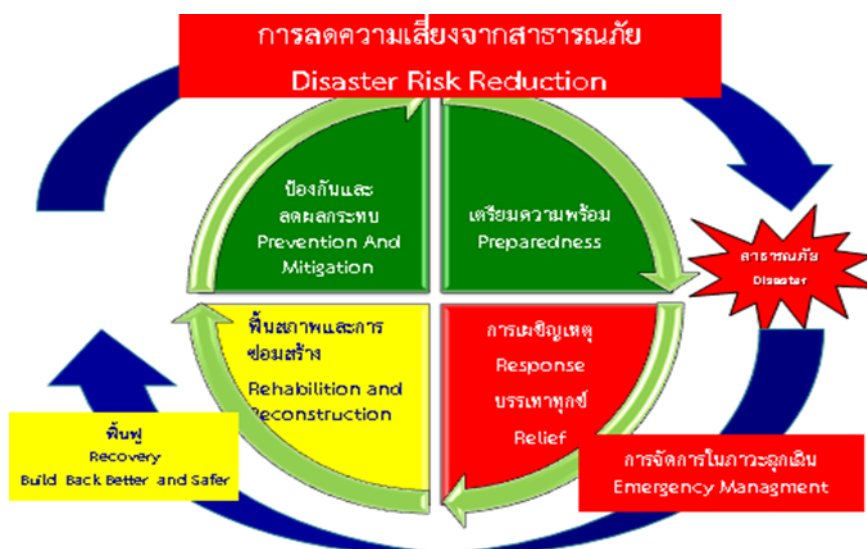 การลดความเสี่ยงจากสาธารณภัย
Disaster Risk Reduction
ป้องกันและ
ลดผลกระทบ
Prevention And
Mitigation
เตรียมความพร้อม
Preparedness
สาธารณภัย
Disaster
ฟื้นสภาพและการ
ซ่อมสร้าง
Rehabilition and
Reconstruction
การเผชิญเหตุ
Response
บรรเทาทุกข์
Relief
ฟื้นฟู
Recovery
Build Back Better and Safer
การจัดการในภาวะฉุกเฉิน
Emergency Managment